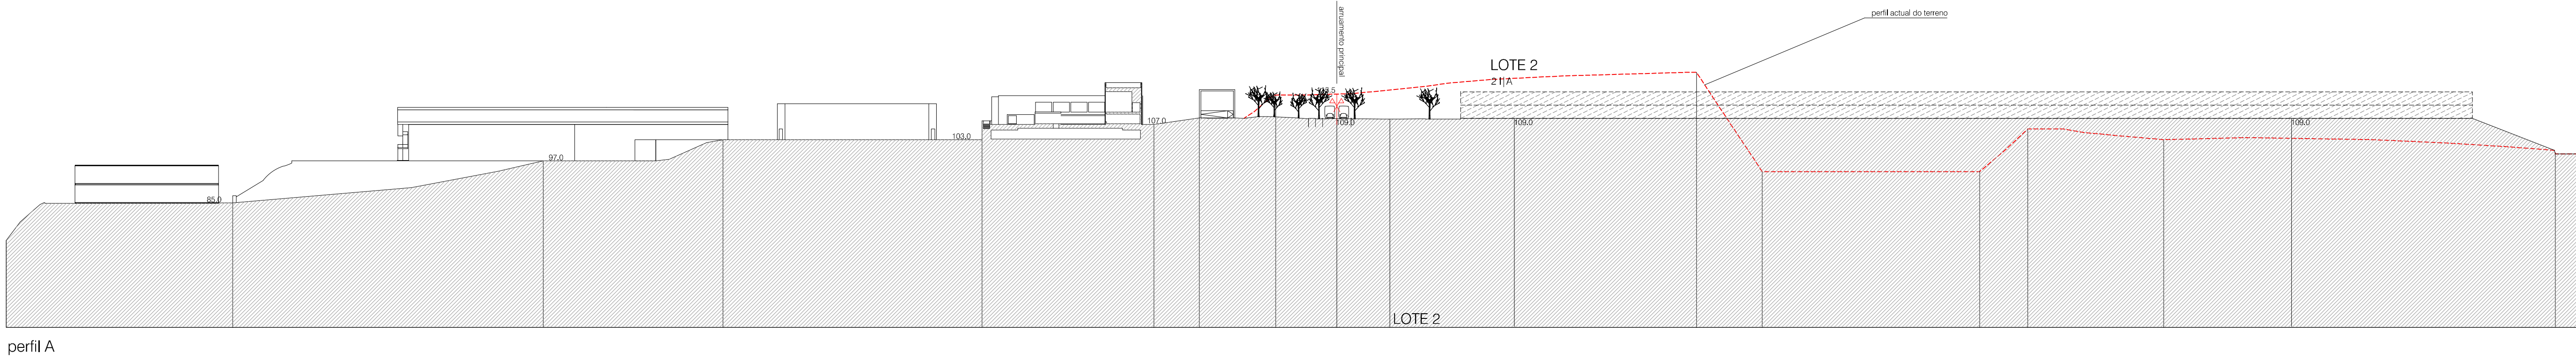 arruamento principal
perfil actual do terreno
LOTE 2
2 I | A
107,0
109,0
109,0
109,0
103,0
97,0
85,0
LOTE 2
perfil A